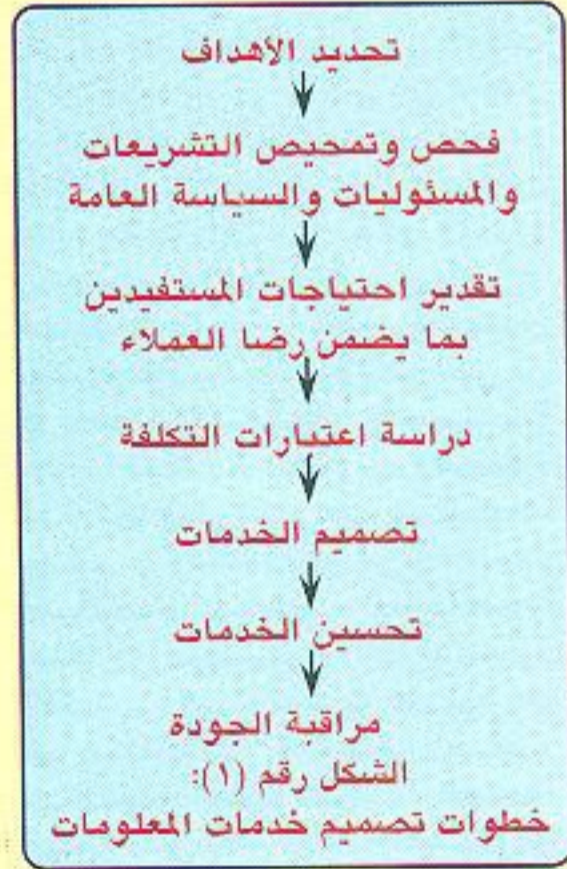 تحديد الأهداف
فحص وتمحيص التشريعات
والمسئوليات والسياسة العامة
تقدير احتياجات المستفيدين
بما يضمن رضا العملاء
دراسة اعتبارات التكلفة
تصميم الخدمات
تحسين الخدمات
مراقبة الجودة
الشكل رقم (١):
خطوات تصميم خدمات المعلومات